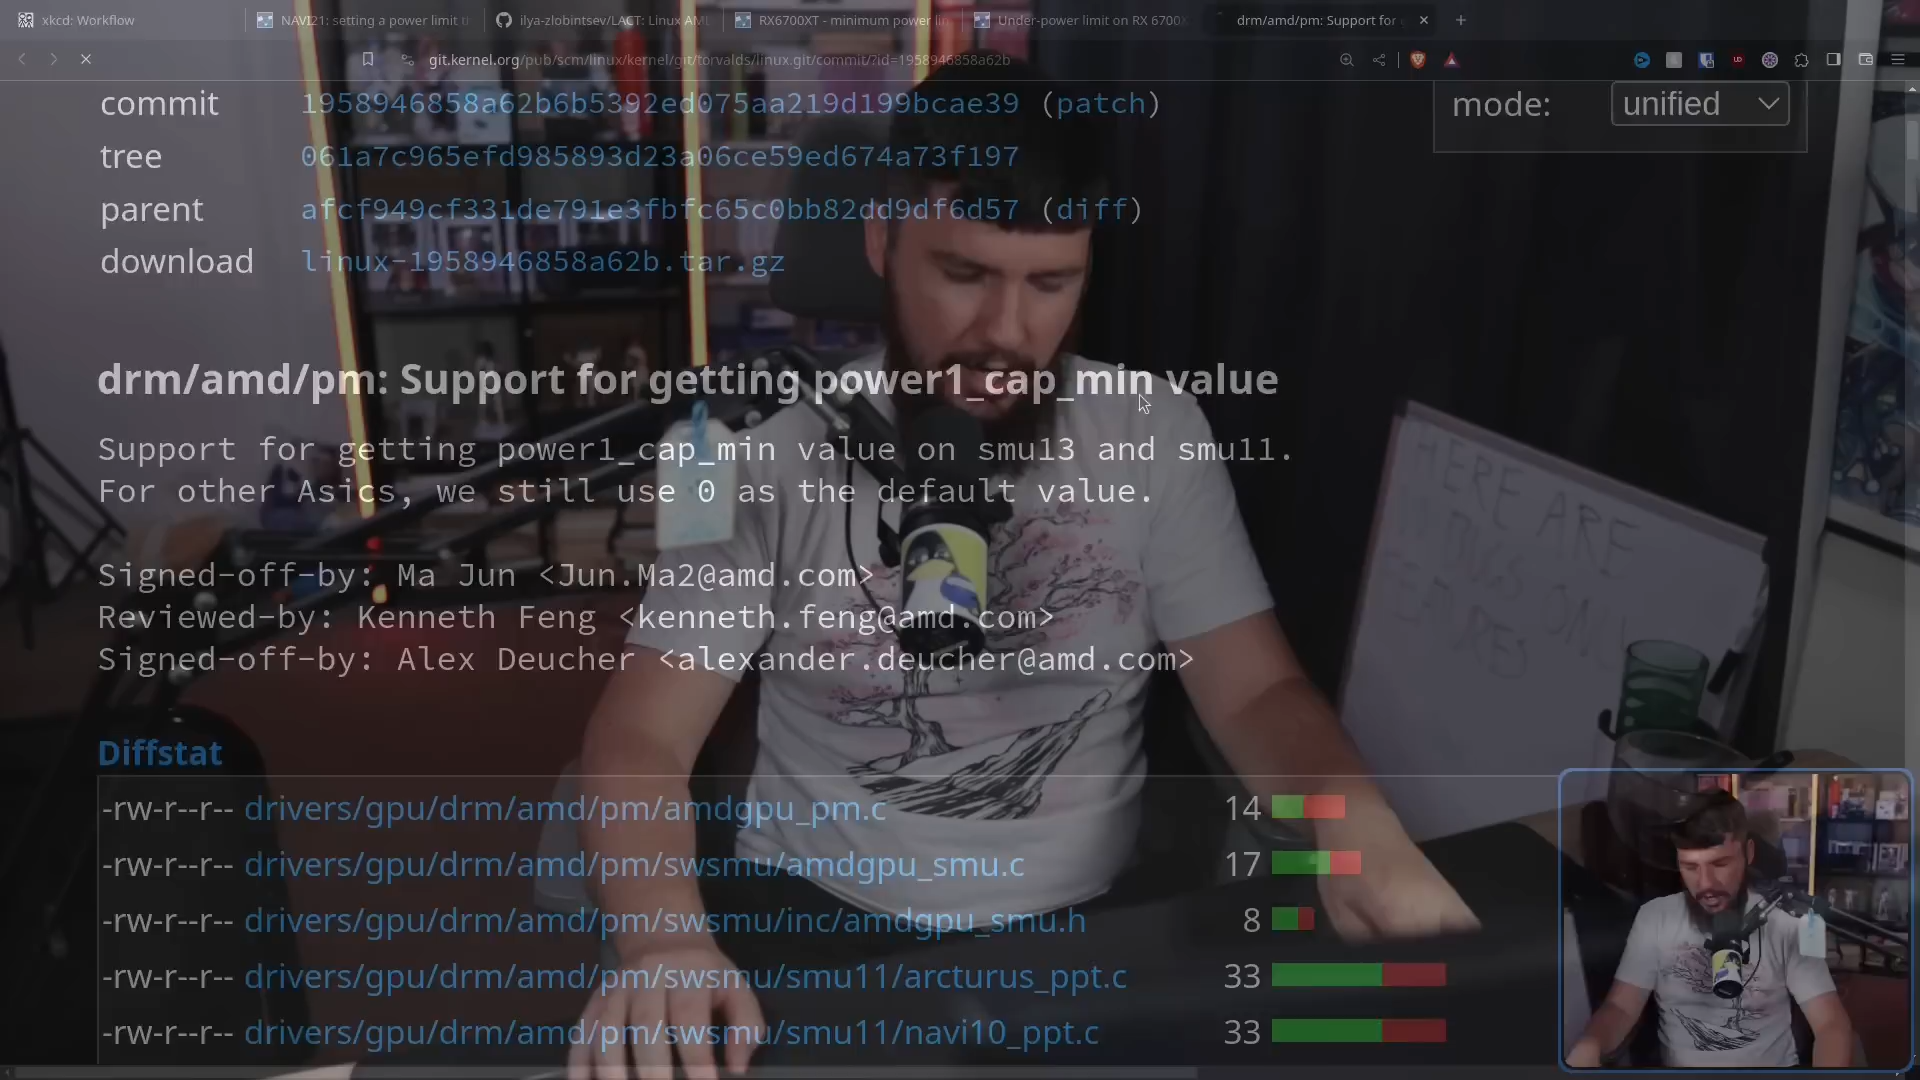 xkcd: Workflow
NAVI21: setting a power limit t
ilya-zlobintsev/LACT: Linux AM
RX6700XT - minimum power lin
Under-power limit on RX 6700X
drm/amd/pm: Support for g
git.kernel.org/pub/scm/linux/kernel/git/torvalds/linux.git/commit/?id=1958946858a62b
commit 1958946858a62b6b5392ed075aa219d199bcae39 (patch)
mode: unified
tree 061a7c965efd985893d23a06ce59ed674a73f197
parent afcf949cf331de791e3fbfc65c0bb82dd9df6d57 (diff)
download linux-1958946858a62b.tar.gz
drm/amd/pm: Support for getting power1_cap_min value
Support for getting power1_cap_min value on smu13 and smu11.
For other Asics, we still use 0 as the default value.
Signed-off-by: Ma Jun <Jun.Ma2@amd.com>
Reviewed-by: Kenneth Feng <kenneth.feng@amd.com>
Signed-off-by: Alex Deucher <alexander.deucher@amd.com>
Diffstat
-rw-r--r-- drivers/gpu/drm/amd/pm/amdgpu_pm.c 14
-rw-r--r-- drivers/gpu/drm/amd/pm/swsmu/amdgpu_smu.c 17
-rw-r--r-- drivers/gpu/drm/amd/pm/swsmu/inc/amdgpu_smu.h 8
-rw-r--r-- drivers/gpu/drm/amd/pm/swsmu/smu11/arcturus_ppt.c 33
-rw-r--r-- drivers/gpu/drm/amd/pm/swsmu/smu11/navi10_ppt.c 33
HERE ARE